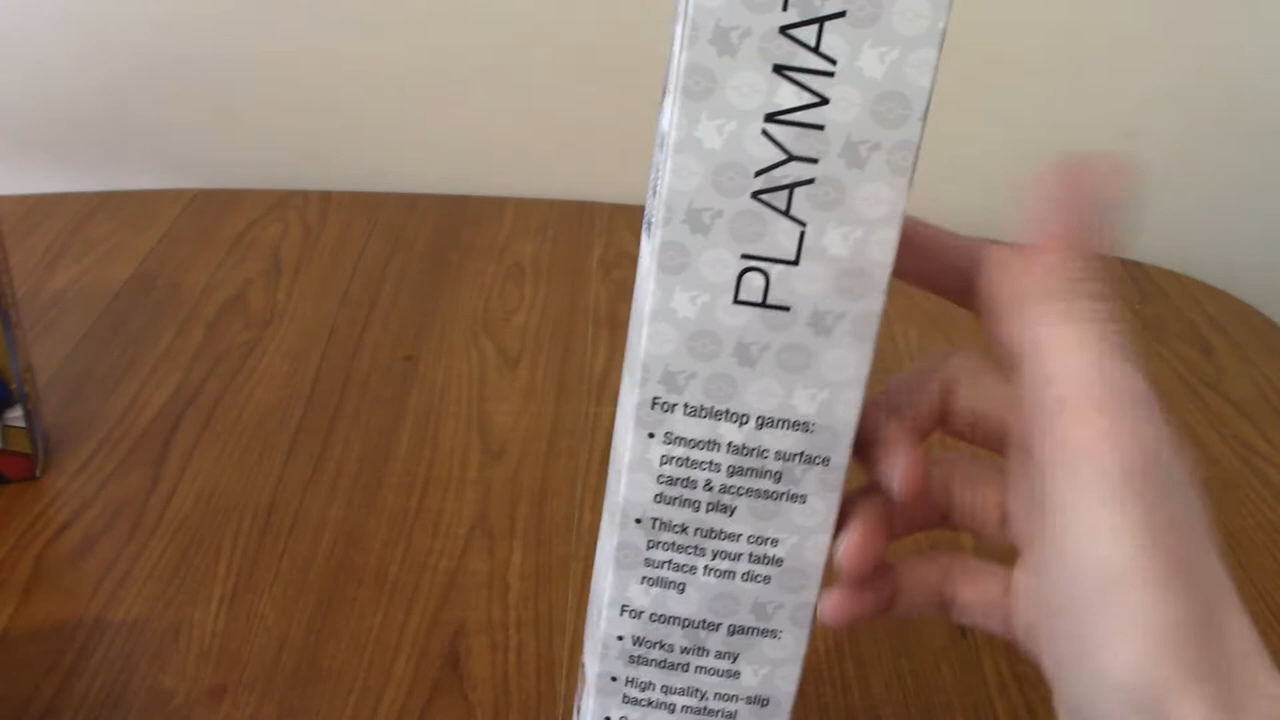 PLAYMA
For tabletop games:
• Smooth fabric surface
protects gaming
cards & accessories
during play
• Thick rubber core
protects your table
surface from dice
rolling
For computer games:
• Works with any
standard mouse
• High quality, non-slip
backing material